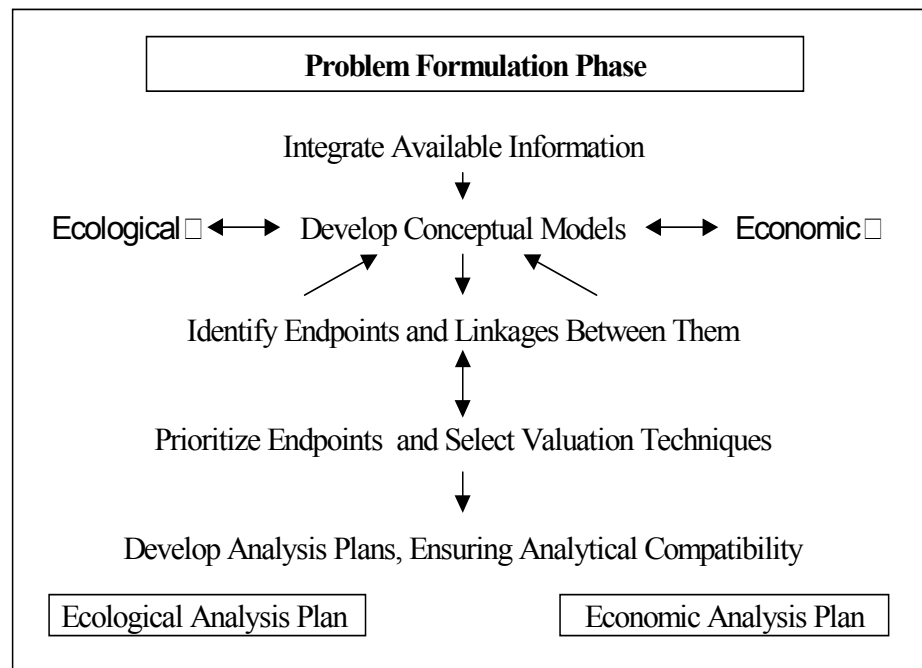 Problem Formulation Phase
Integrate Available Information
Ecological □ Develop Conceptual Models Economic □
Identify Endpoints and Linkages Between Them
Prioritize Endpoints and Select Valuation Techniques
Develop Analysis Plans, Ensuring Analytical Compatibility
Ecological Analysis Plan Economic Analysis Plan